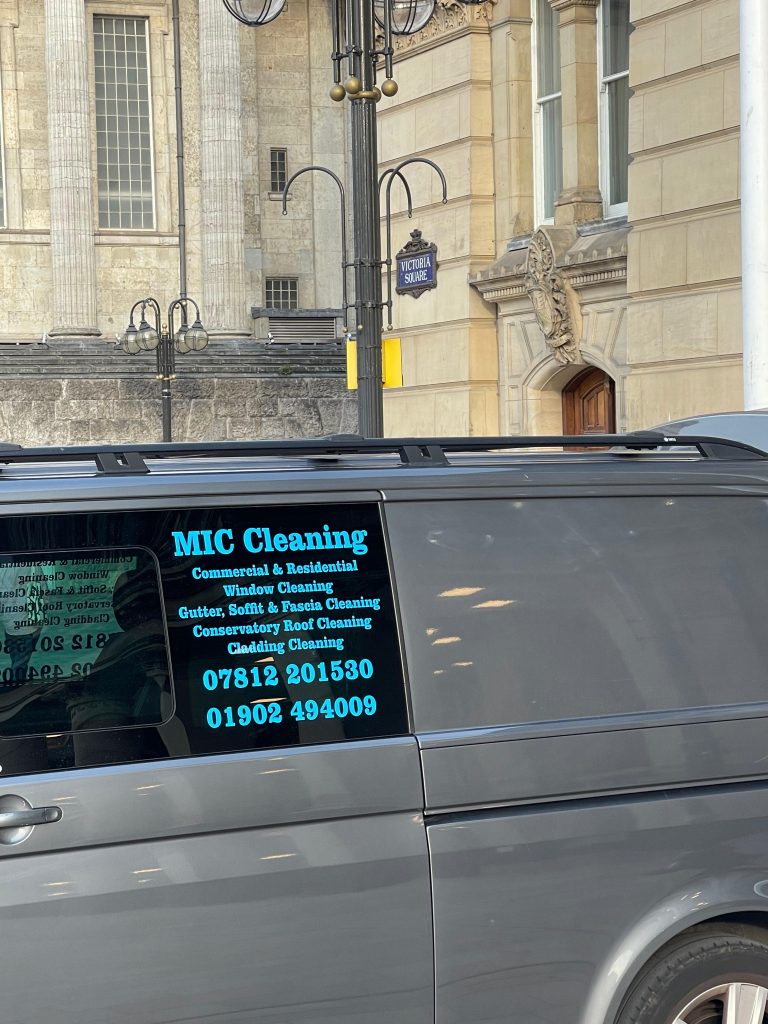 VICTORIA
SQUARE
MIC Cleaning
Commercial & Residential
Window Cleaning
Gutter, Soffit & Fascia Cleaning
Conservatory Roof Cleaning
Cladding Cleaning
07812 201530
01902 494009